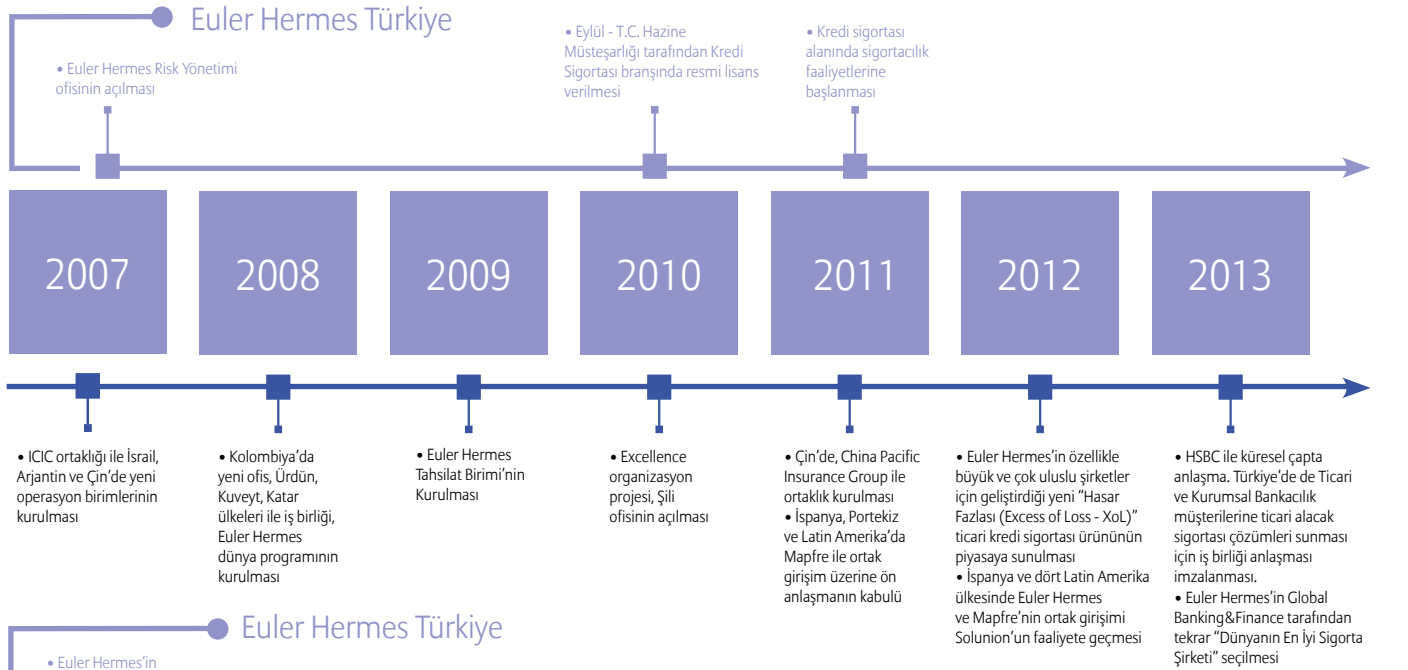 Euler Hermes Türkiye
• Euler Hermes Risk Yönetimi
ofisinin açılması
• Eylül - T.C. Hazine
Müsteşarlığı tarafından Kredi
Sigortası branşında resmi lisans
verilmesi
• Kredi sigortası
alanında sigortacılık
faaliyetlerine
başlanması
2007
2008
2009
2010
2011
2012
2013
• ICIC ortaklığı ile İsrail,
Arjantin ve Çin’de yeni
operasyon birimlerinin
kurulması
• Kolombiya’da
yeni ofis, Ürdün,
Kuveyt, Katar
ülkeleri ile iş birliği,
Euler Hermes
dünya programının
kurulması
• Euler Hermes
Tahsilat Birimi’nin
Kurulması
• Excellence
organizasyon
projesi, Şili
ofisinin açılması
• Çin’de, China Pacific
Insurance Group ile
ortaklık kurulması
• İspanya, Portekiz
ve Latin Amerika’da
Mapfre ile ortak
girişim üzerine ön
anlaşmanın kabulü
• Euler Hermes’in özellikle
büyük ve çok uluslu şirketler
için geliştirdiği yeni “Hasar
Fazlası (Excess of Loss - XoL)”
ticari kredi sigortası ürününün
piyasaya sunulması
• İspanya ve dört Latin Amerika
ülkesinde Euler Hermes
ve Mapfre’nin ortak girişimi
Solunion’un faaliyete geçmesi
• HSBC ile küresel çapta
anlaşma. Türkiye’de de Ticari
ve Kurumsal Bankacılık
müşterilerine ticari alacak
sigortası çözümleri sunması
için iş birliği anlaşması
imzalanması.
• Euler Hermes’in Global
Banking&Finance tarafından
tekrar “Dünyanın En İyi Sigorta
Şirketi” seçilmesi
Euler Hermes Türkiye
• Euler Hermes’in